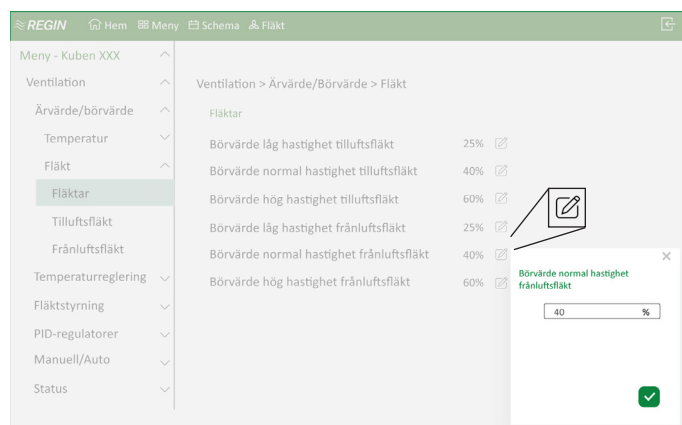 REGIN Hem Meny Schema Fläkt
Meny - Kuben XXX
Ventilation
Ärvärde/börvärde
Temperatur
Fläkt
Fläktar
Tilluftsfläkt
Frånluftsfläkt
Temperaturreglering
Fläktstyrning
PID-regulatorer
Manuell/Auto
Status
Ventilation > Ärvärde/Börvärde > Fläkt
Fläktar
Börvärde låg hastighet tilluftsfläkt 25%
Börvärde normal hastighet tilluftsfläkt 40%
Börvärde hög hastighet tilluftsfläkt 60%
Börvärde låg hastighet frånluftsfläkt 25%
Börvärde normal hastighet frånluftsfläkt 40%
Börvärde hög hastighet frånluftsfläkt 60%
Börvärde normal hastighet
frånluftsfläkt
40 %